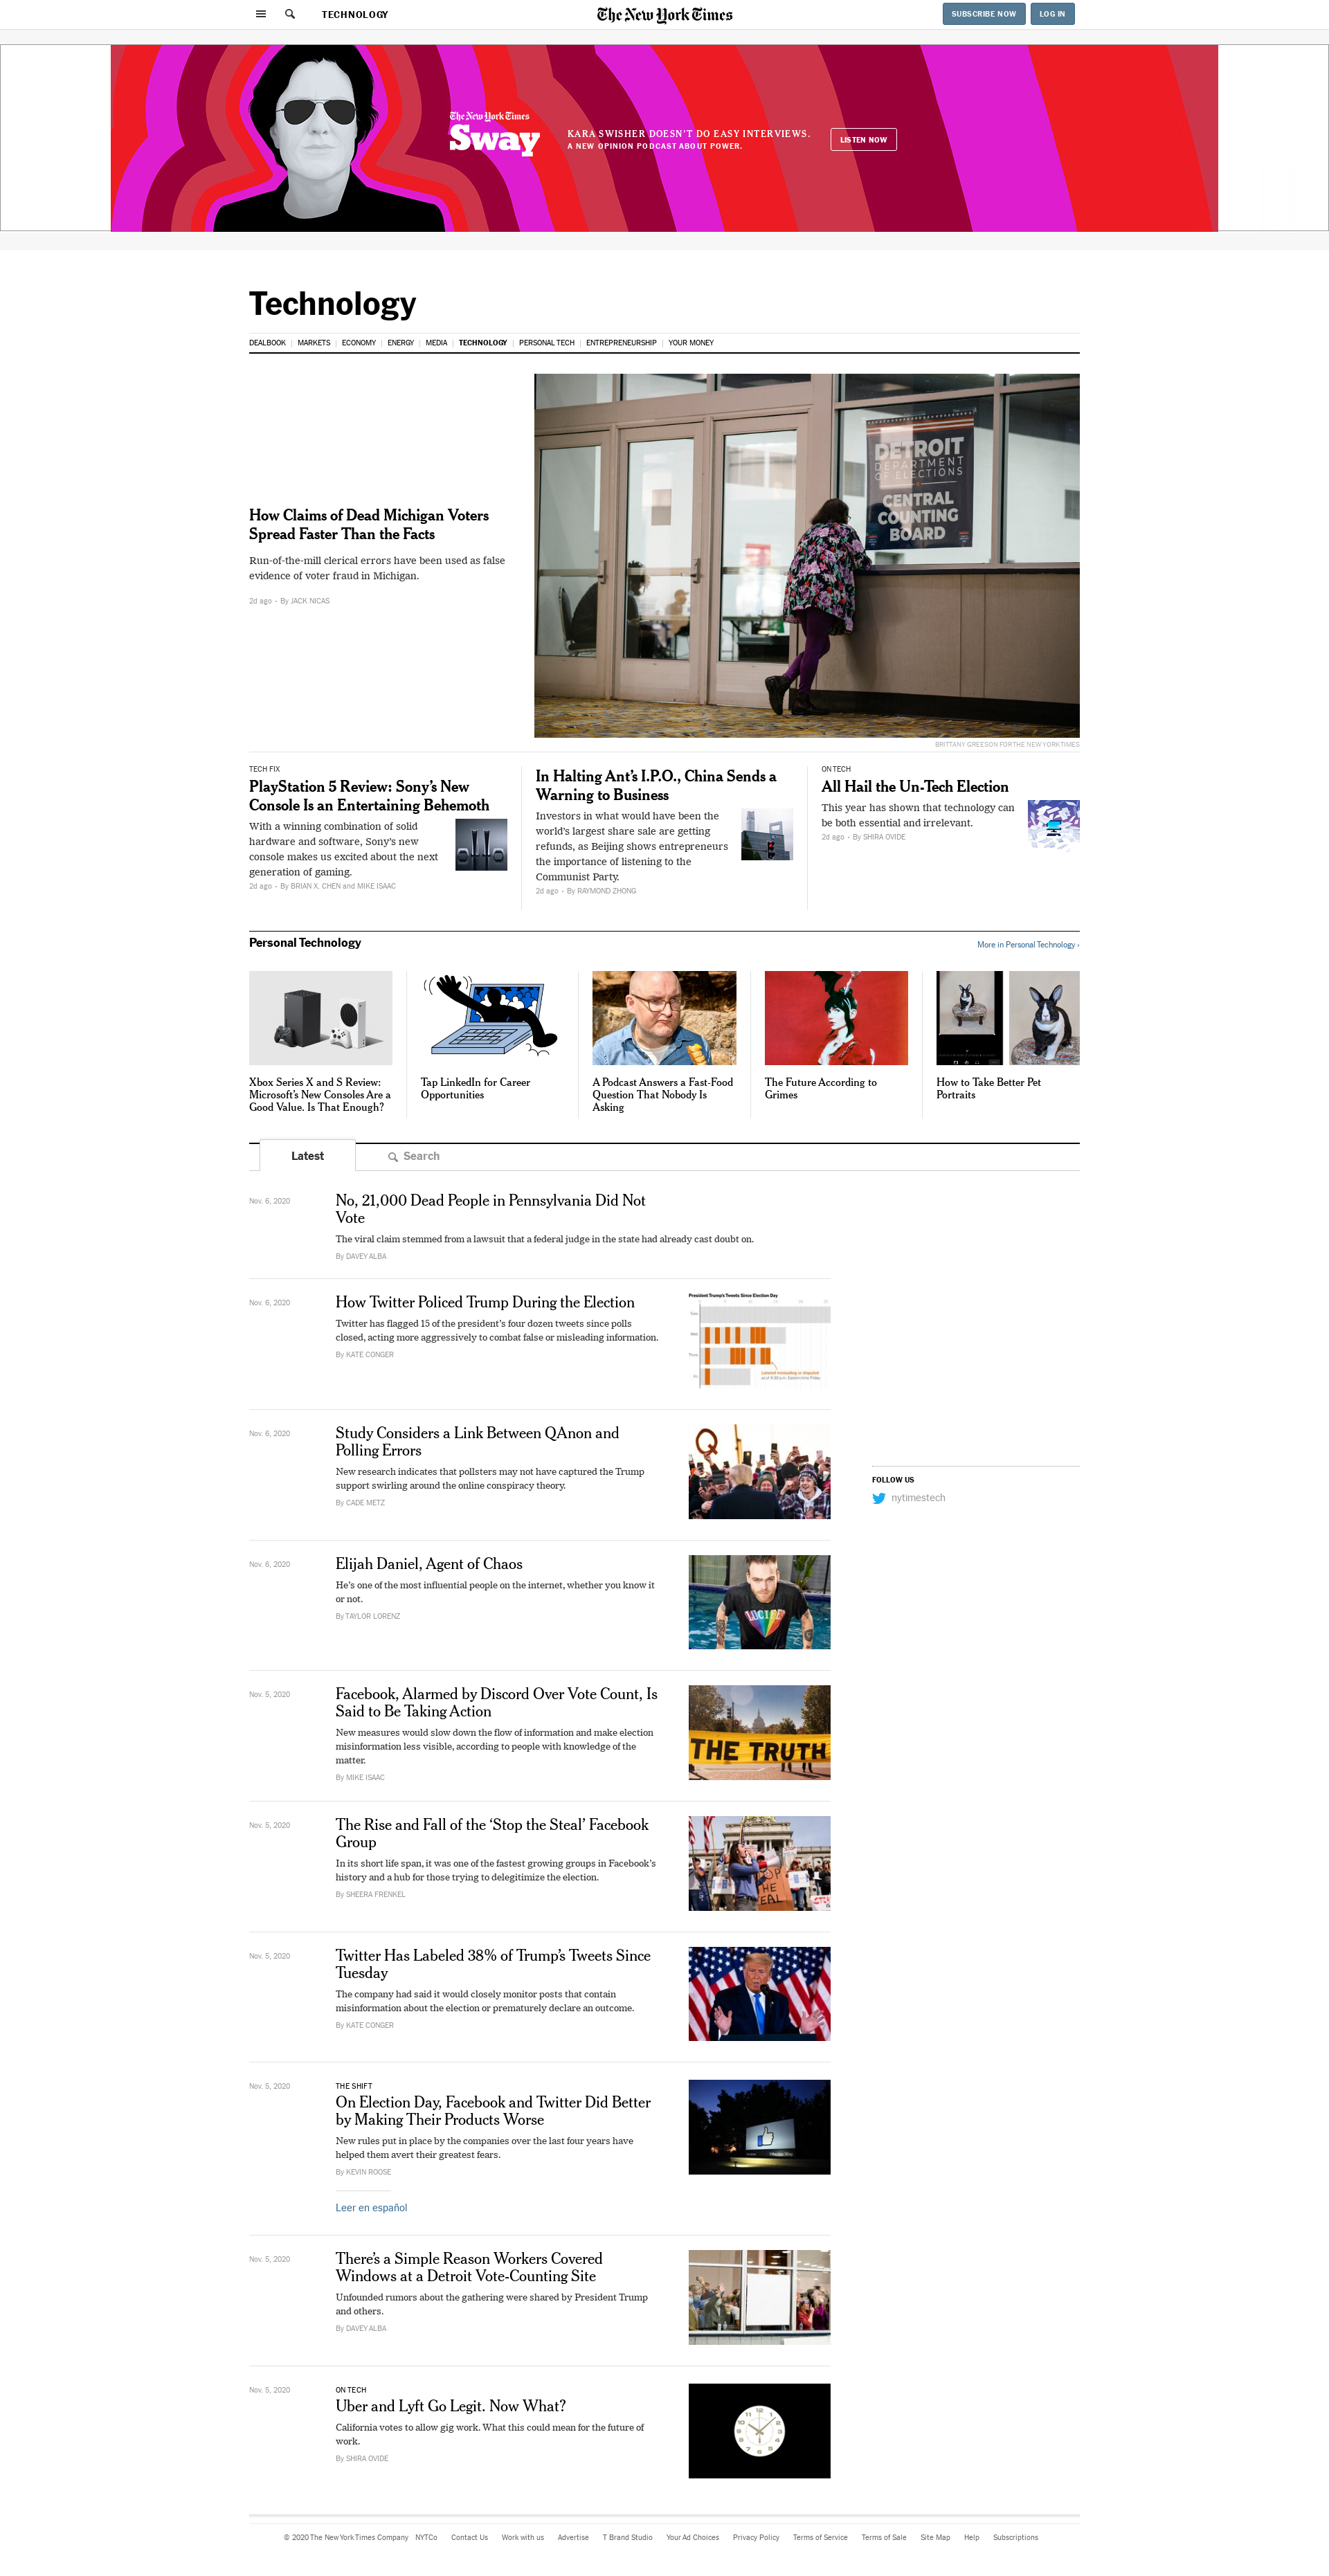 TECHNOLOGY
The New York Times
SUBSCRIBE NOW
LOG IN
The New York Times
Sway
KARA SWISHER DOESN'T DO EASY INTERVIEWS.
A NEW OPINION PODCAST ABOUT POWER.
LISTEN NOW
Technology
DEALBOOK
MARKETS
ECONOMY
ENERGY
MEDIA
TECHNOLOGY
PERSONAL TECH
ENTREPRENEURSHIP
YOUR MONEY
DETROIT
DEPARTMENT
OF ELECTIONS
CENTRAL
COUNTING
BOARD
How Claims of Dead Michigan Voters
Spread Faster Than the Facts
Run-of-the-mill clerical errors have been used as false
evidence of voter fraud in Michigan.
2d ago • By JACK NICAS
BRITTANY GREESON FOR THE NEW YORK TIMES
TECH FIX
PlayStation 5 Review: Sony’s New
Console Is an Entertaining Behemoth
With a winning combination of solid
hardware and software, Sony’s new
console makes us excited about the next
generation of gaming.
2d ago • By BRIAN X. CHEN and MIKE ISAAC
In Halting Ant’s I.P.O., China Sends a
Warning to Business
Investors in what would have been the
world’s largest share sale are getting
refunds, as Beijing shows entrepreneurs
the importance of listening to the
Communist Party.
2d ago • By RAYMOND ZHONG
ON TECH
All Hail the Un-Tech Election
This year has shown that technology can
be both essential and irrelevant.
2d ago • By SHIRA OVIDE
Personal Technology
More in Personal Technology ›
Xbox Series X and S Review:
Microsoft’s New Consoles Are a
Good Value. Is That Enough?
Tap LinkedIn for Career
Opportunities
A Podcast Answers a Fast-Food
Question That Nobody Is
Asking
The Future According to
Grimes
How to Take Better Pet
Portraits
Latest
Search
Nov. 6, 2020
No, 21,000 Dead People in Pennsylvania Did Not
Vote
The viral claim stemmed from a lawsuit that a federal judge in the state had already cast doubt on.
By DAVEY ALBA
Nov. 6, 2020
How Twitter Policed Trump During the Election
Twitter has flagged 15 of the president’s four dozen tweets since polls
closed, acting more aggressively to combat false or misleading information.
By KATE CONGER
President Trump's Tweets Since Election Day
Nov. 6, 2020
Study Considers a Link Between QAnon and
Polling Errors
New research indicates that pollsters may not have captured the Trump
support swirling around the online conspiracy theory.
By CADE METZ
Q
FOLLOW US
nytimestech
Nov. 6, 2020
Elijah Daniel, Agent of Chaos
He’s one of the most influential people on the internet, whether you know it
or not.
By TAYLOR LORENZ
Nov. 5, 2020
Facebook, Alarmed by Discord Over Vote Count, Is
Said to Be Taking Action
New measures would slow down the flow of information and make election
misinformation less visible, according to people with knowledge of the
matter.
By MIKE ISAAC
THE TRUTH
Nov. 5, 2020
The Rise and Fall of the ‘Stop the Steal’ Facebook
Group
In its short life span, it was one of the fastest growing groups in Facebook’s
history and a hub for those trying to delegitimize the election.
By SHEERA FRENKEL
Nov. 5, 2020
Twitter Has Labeled 38% of Trump’s Tweets Since
Tuesday
The company had said it would closely monitor posts that contain
misinformation about the election or prematurely declare an outcome.
By KATE CONGER
Nov. 5, 2020
THE SHIFT
On Election Day, Facebook and Twitter Did Better
by Making Their Products Worse
New rules put in place by the companies over the last four years have
helped them avert their greatest fears.
By KEVIN ROOSE
Leer en español
Nov. 5, 2020
There’s a Simple Reason Workers Covered
Windows at a Detroit Vote-Counting Site
Unfounded rumors about the gathering were shared by President Trump
and others.
By DAVEY ALBA
Nov. 5, 2020
ON TECH
Uber and Lyft Go Legit. Now What?
California votes to allow gig work. What this could mean for the future of
work.
By SHIRA OVIDE
© 2020 The New York Times Company
NYTCo
Contact Us
Work with us
Advertise
T Brand Studio
Your Ad Choices
Privacy Policy
Terms of Service
Terms of Sale
Site Map
Help
Subscriptions